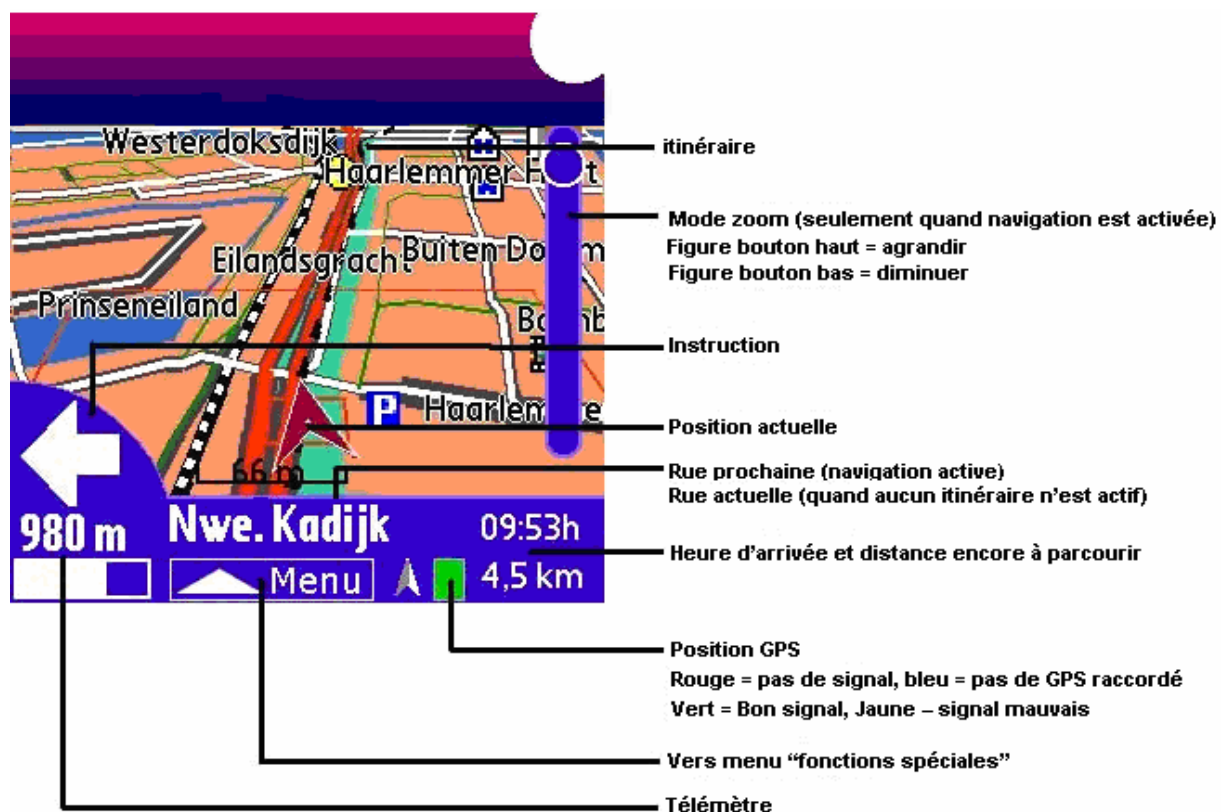 Westerdoksdijk
Haarlemmer H t
Eilandsgracht
Buiten Do m
Prinseneiland
Bo mb
P
Haarlem e
66 m
980 m
Nwe. Kadijk
09:53h
Menu
4,5 km
itinéraire
Mode zoom (seulement quand navigation est activée)
Figure bouton haut = agrandir
Figure bouton bas = diminuer
Instruction
Position actuelle
Rue prochaine (navigation active)
Rue actuelle (quand aucun itinéraire n’est actif)
Heure d’arrivée et distance encore à parcourir
Position GPS
Rouge = pas de signal, bleu = pas de GPS raccordé
Vert = Bon signal, Jaune – signal mauvais
Vers menu “fonctions spéciales”
Télémètre